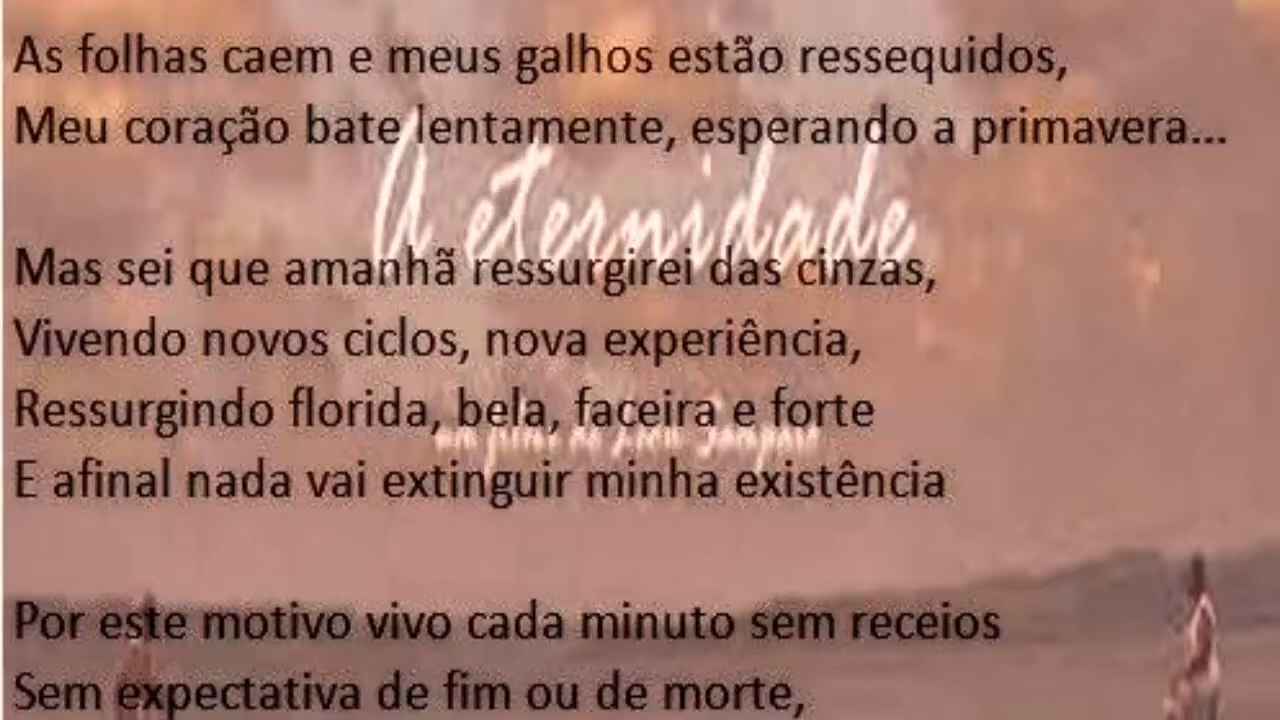 As folhas caem e meus galhos estão ressequidos,
Meu coração bate lentamente, esperando a primavera...
A eternidade
Mas sei que amanhã ressurgirei das cinzas,
Vivendo novos ciclos, nova experiência,
Ressurgindo florida, bela, faceira e forte
E afinal nada vai extinguir minha existência
Por este motivo vivo cada minuto sem receios
Sem expectativa de fim ou de morte,